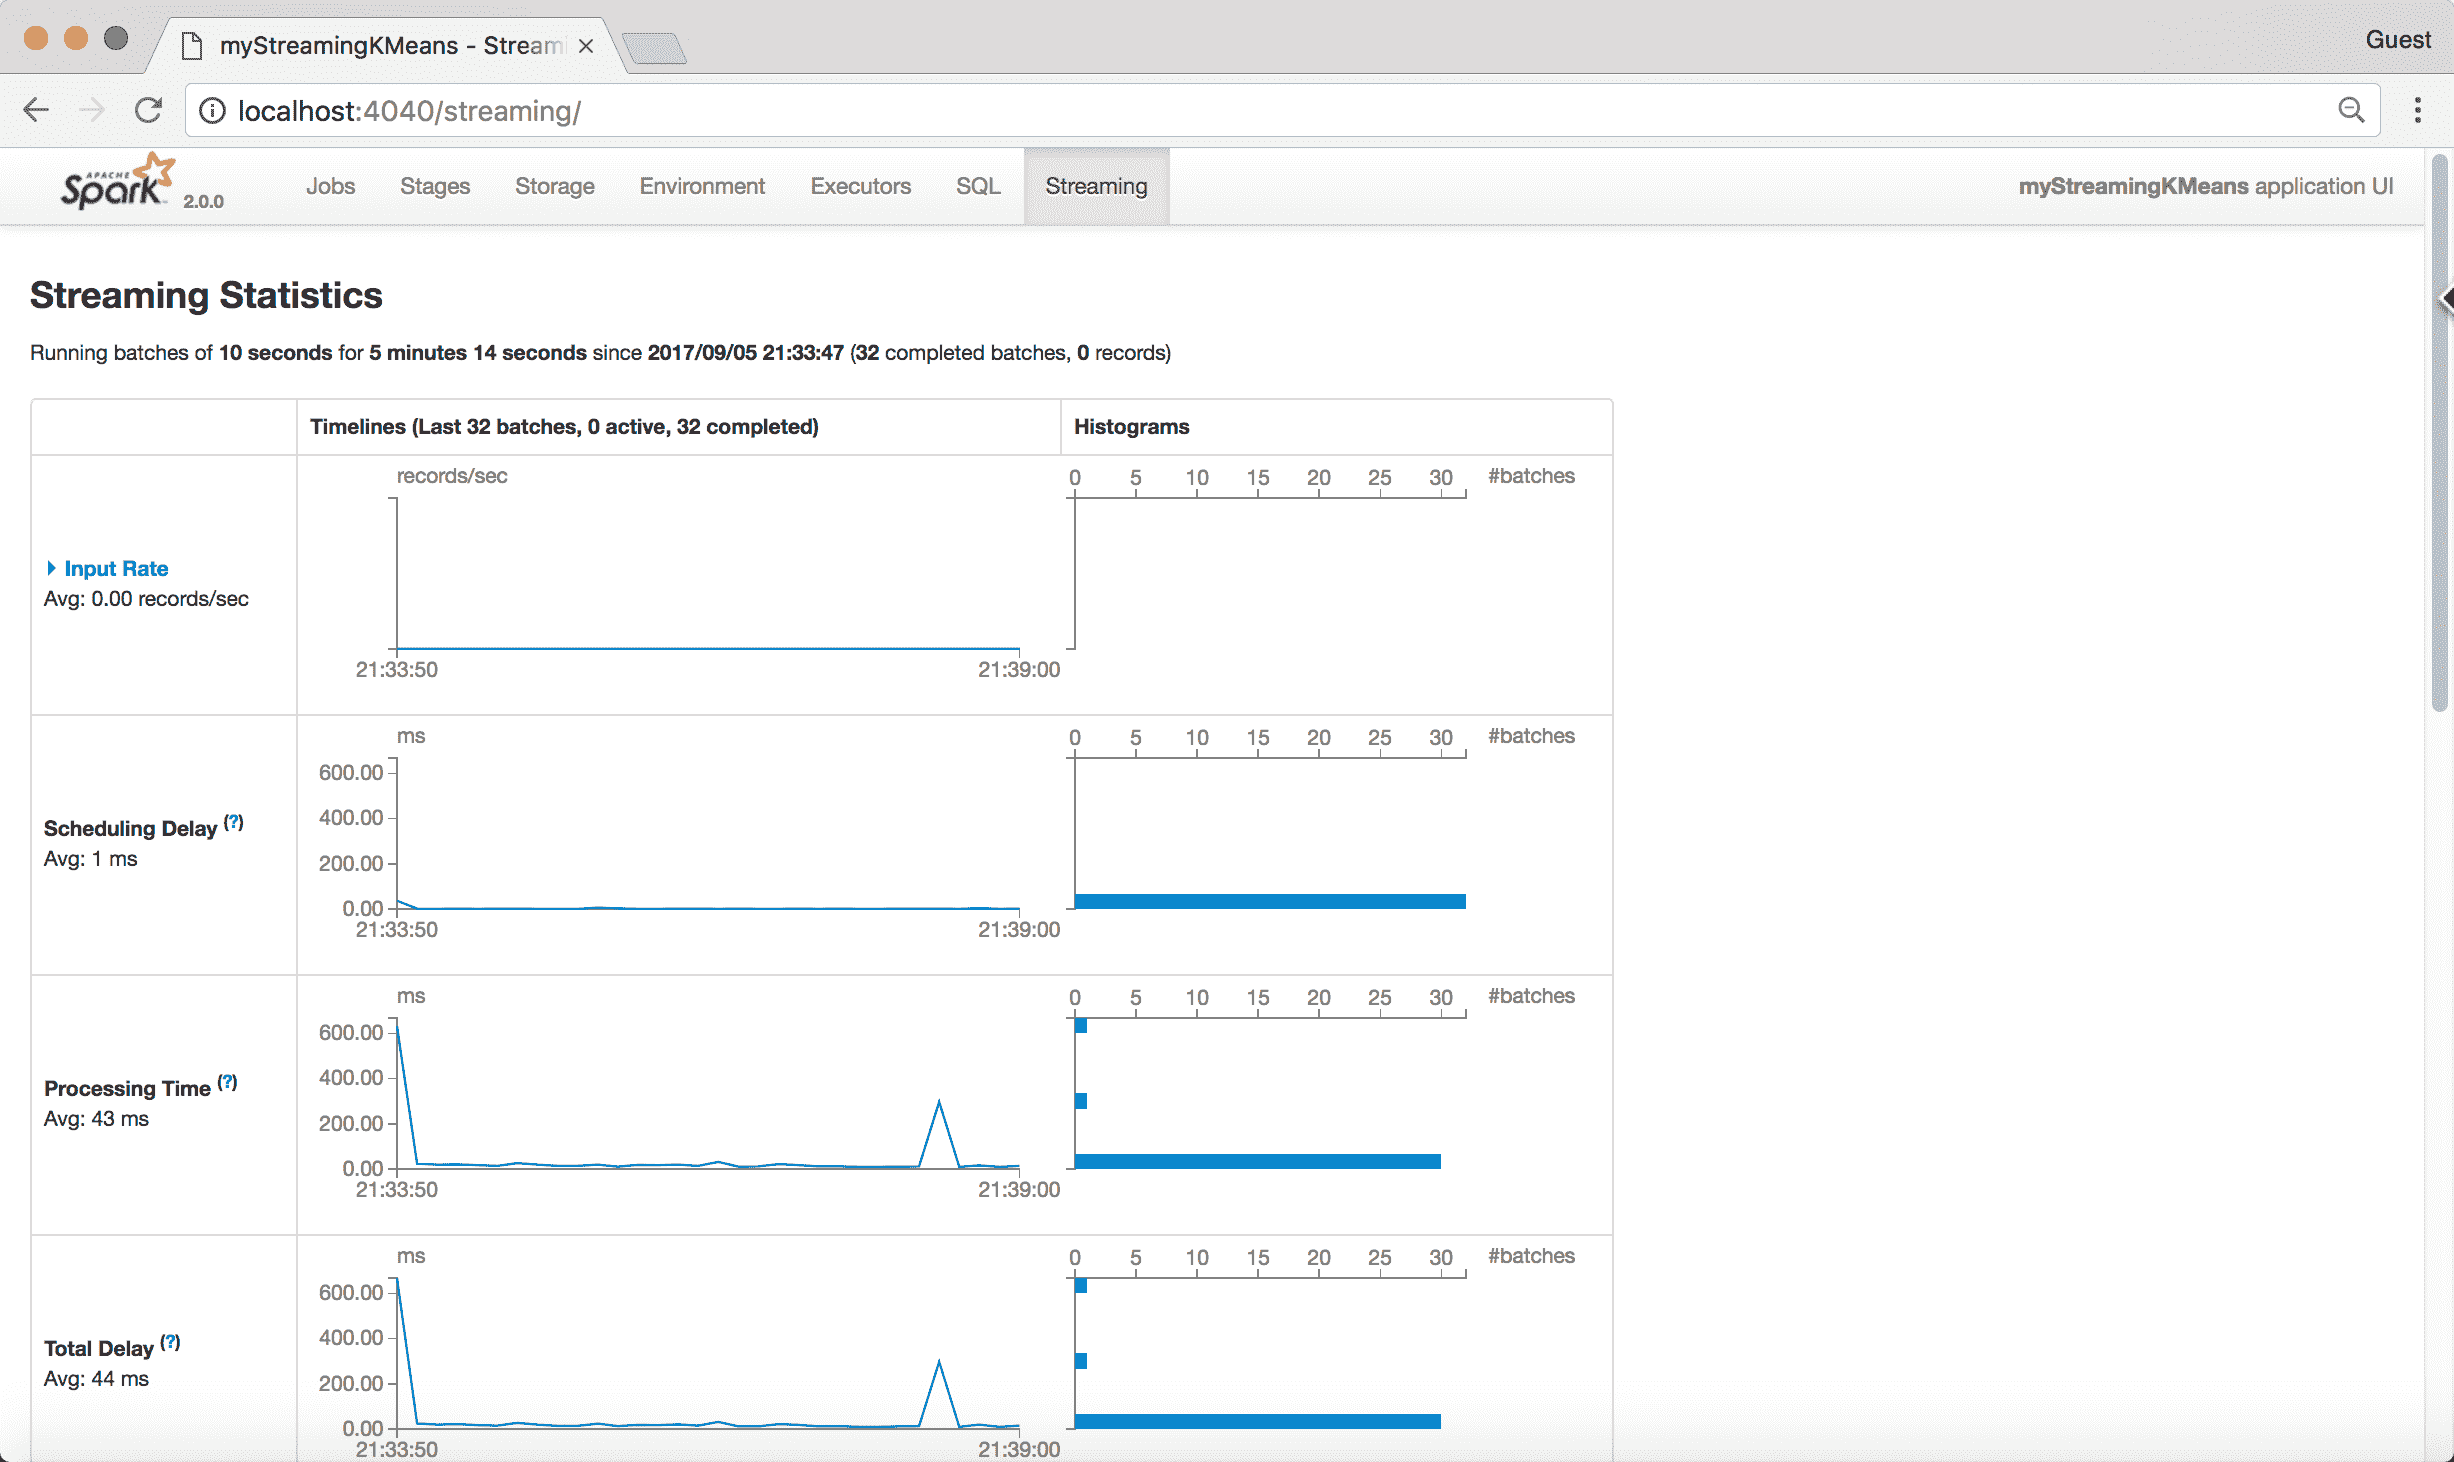 myStreamingKMeans - Stream
Guest
localhost:4040/streaming/
APACHE
Spark 2.0.0
Jobs Stages Storage Environment Executors SQL Streaming
myStreamingKMeans application UI
Streaming Statistics
Running batches of 10 seconds for 5 minutes 14 seconds since 2017/09/05 21:33:47 (32 completed batches, 0 records)
Timelines (Last 32 batches, 0 active, 32 completed) Histograms
records/sec
0 5 10 15 20 25 30 #batches
Input Rate
Avg: 0.00 records/sec
21:33:50 21:39:00
ms
0 5 10 15 20 25 30 #batches
600.00
400.00
200.00
0.00
Scheduling Delay (?)
Avg: 1 ms
21:33:50 21:39:00
ms
0 5 10 15 20 25 30 #batches
600.00
400.00
200.00
0.00
Processing Time (?)
Avg: 43 ms
21:33:50 21:39:00
ms
0 5 10 15 20 25 30 #batches
600.00
400.00
200.00
0.00
Total Delay (?)
Avg: 44 ms
21:33:50 21:39:00